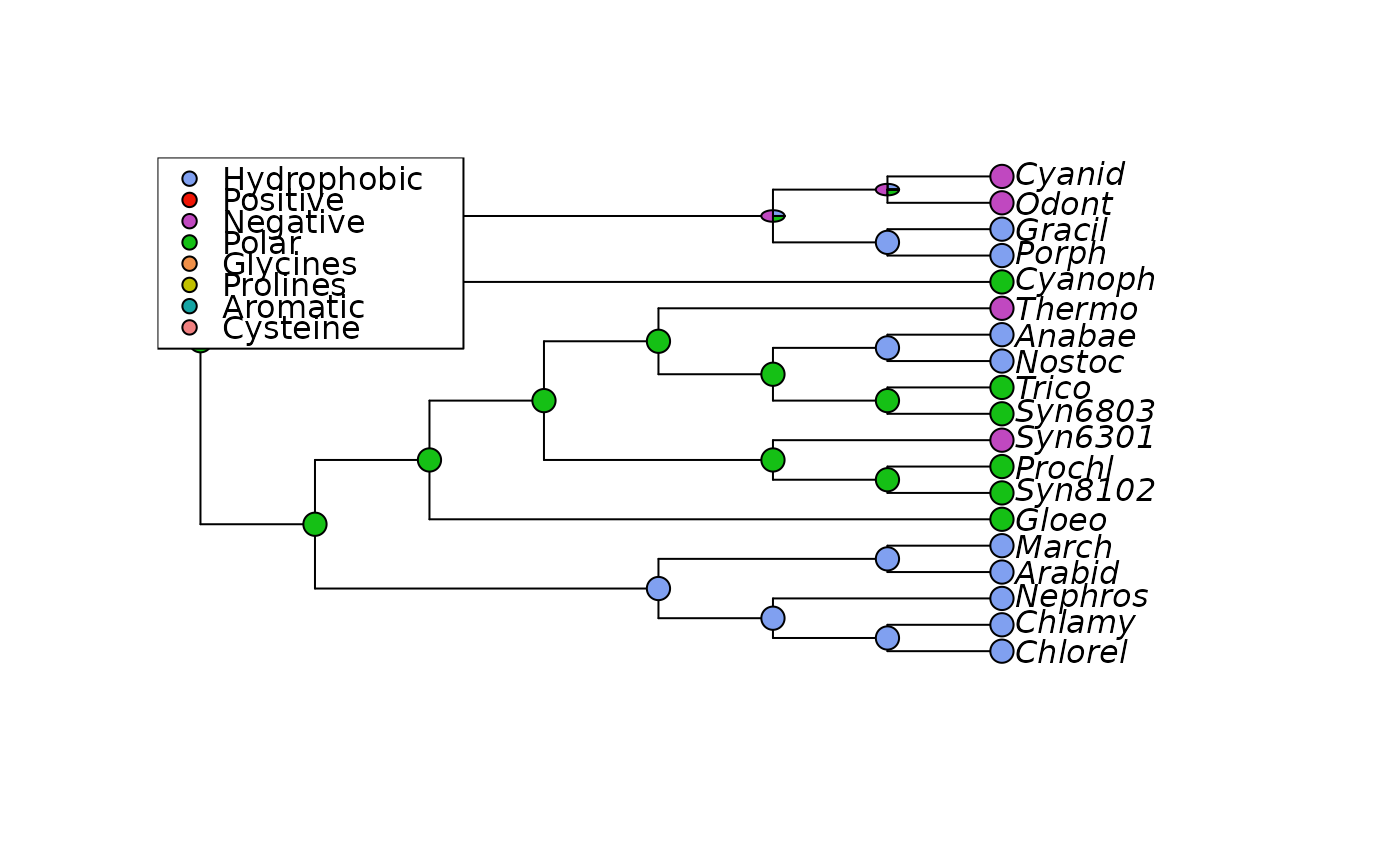 Hydrophobic
Positive
Negative
Polar
Glycines
Prolines
Aromatic
Cysteine
Cyanid
Odont
Gracil
Porph
Cyanoph
Thermo
Anabae
Nostoc
Trico
Syn6803
Syn6301
Prochl
Syn8102
Gloeo
March
Arabid
Nephros
Chlamy
Chlorel